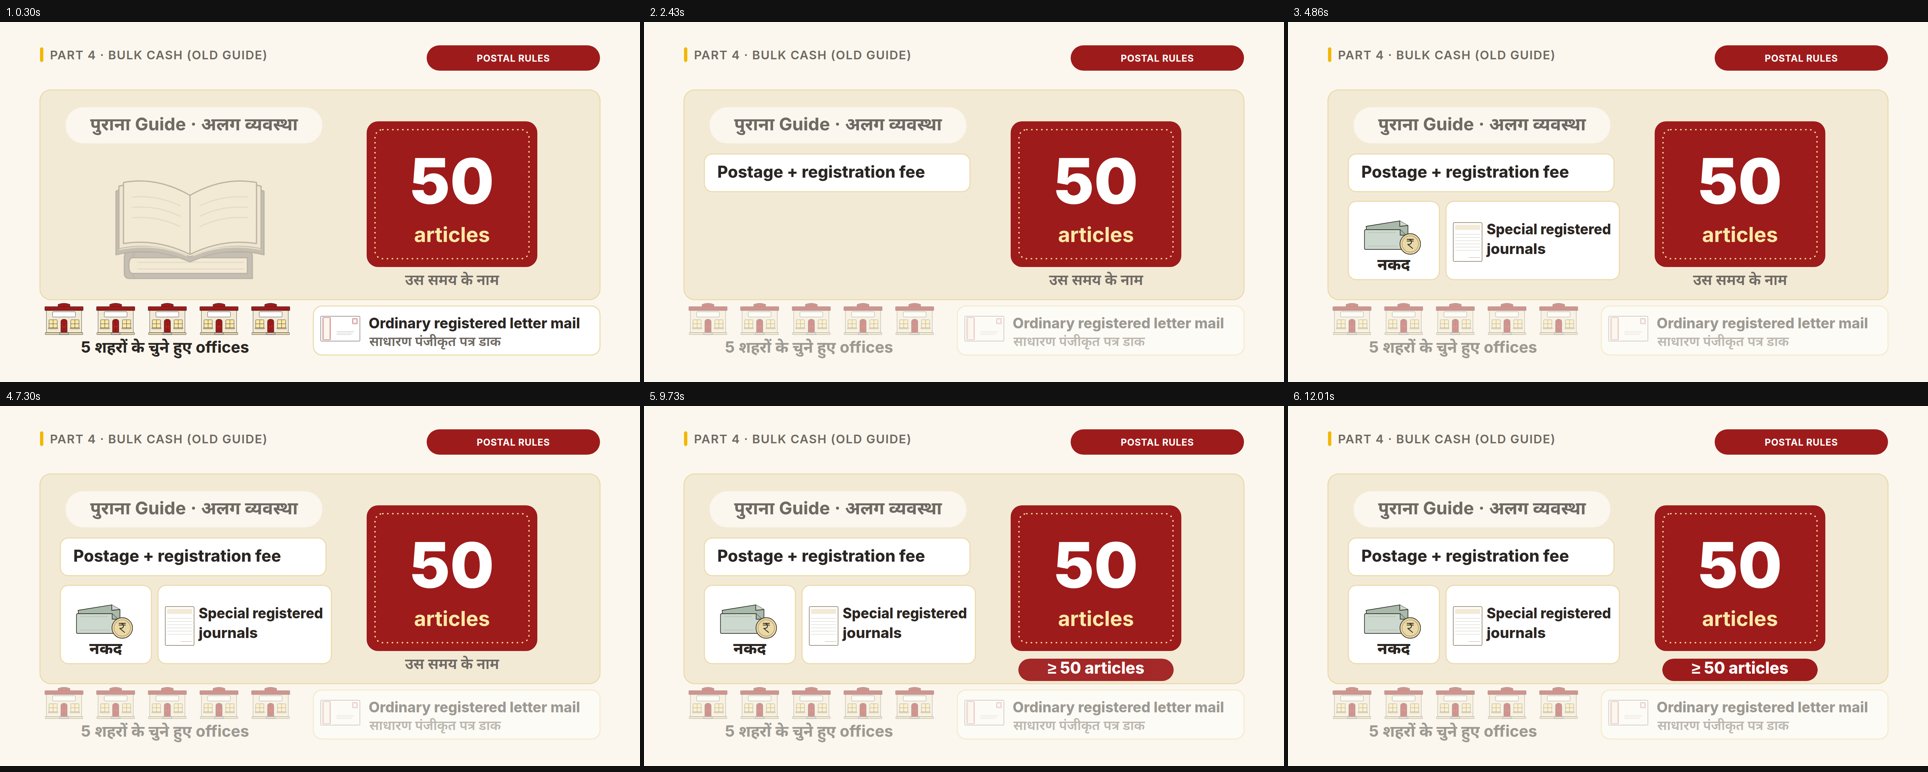 1. 0.30s
PART 4 · BULK CASH (OLD GUIDE)
POSTAL RULES
पुराना Guide · अलग व्यवस्था
50
articles
उस समय के नाम
5 शहरों के चुने हुए offices
Ordinary registered letter mail
साधारण पंजीकृत पत्र डाक
2. 2.43s
PART 4 · BULK CASH (OLD GUIDE)
POSTAL RULES
पुराना Guide · अलग व्यवस्था
Postage + registration fee
50
articles
उस समय के नाम
5 शहरों के चुने हुए offices
Ordinary registered letter mail
साधारण पंजीकृत पत्र डाक
3. 4.86s
PART 4 · BULK CASH (OLD GUIDE)
POSTAL RULES
पुराना Guide · अलग व्यवस्था
Postage + registration fee
₹
नकद
Special registered
journals
50
articles
उस समय के नाम
5 शहरों के चुने हुए offices
Ordinary registered letter mail
साधारण पंजीकृत पत्र डाक
4. 7.30s
PART 4 · BULK CASH (OLD GUIDE)
POSTAL RULES
पुराना Guide · अलग व्यवस्था
Postage + registration fee
₹
नकद
Special registered
journals
50
articles
उस समय के नाम
5 शहरों के चुने हुए offices
Ordinary registered letter mail
साधारण पंजीकृत पत्र डाक
5. 9.73s
PART 4 · BULK CASH (OLD GUIDE)
POSTAL RULES
पुराना Guide · अलग व्यवस्था
Postage + registration fee
₹
नकद
Special registered
journals
50
articles
≥ 50 articles
5 शहरों के चुने हुए offices
Ordinary registered letter mail
साधारण पंजीकृत पत्र डाक
6. 12.01s
PART 4 · BULK CASH (OLD GUIDE)
POSTAL RULES
पुराना Guide · अलग व्यवस्था
Postage + registration fee
₹
नकद
Special registered
journals
50
articles
≥ 50 articles
5 शहरों के चुने हुए offices
Ordinary registered letter mail
साधारण पंजीकृत पत्र डाक